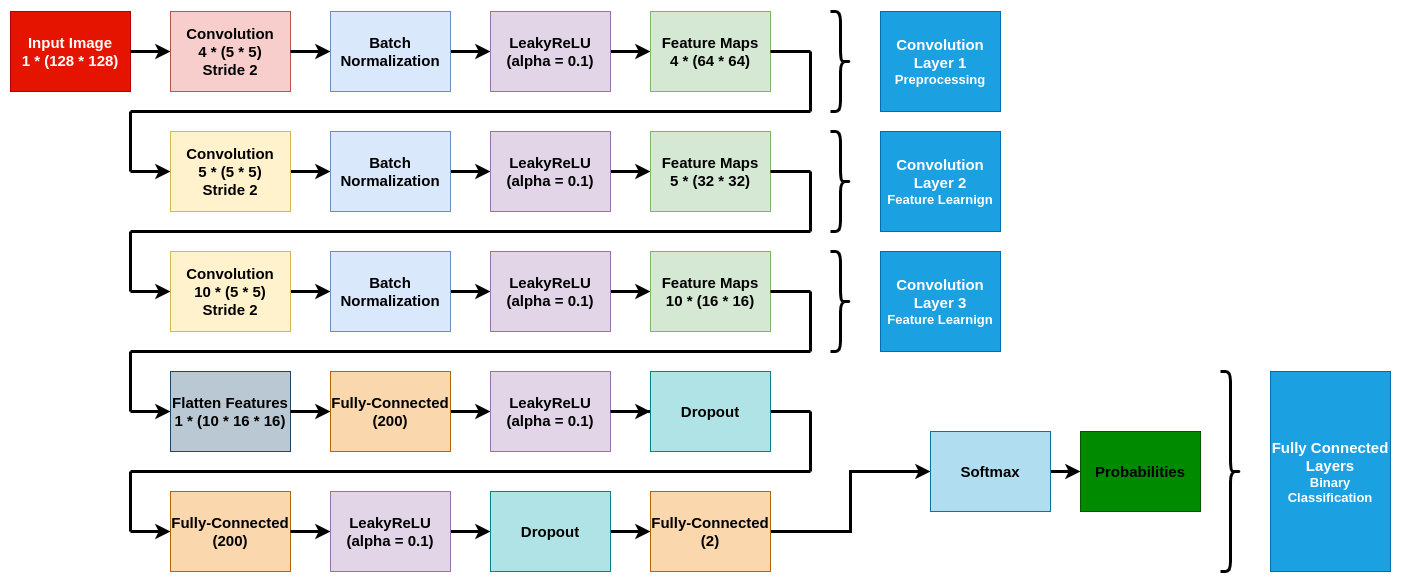 Input Image
1 * (128 * 128)
Convolution
4 * (5 * 5)
Stride 2
Batch
Normalization
LeakyReLU
(alpha = 0.1)
Feature Maps
4 * (64 * 64)
Convolution
Layer 1
Preprocessing
Convolution
5 * (5 * 5)
Stride 2
Batch
Normalization
LeakyReLU
(alpha = 0.1)
Feature Maps
5 * (32 * 32)
Convolution
Layer 2
Feature Learnign
Convolution
10 * (5 * 5)
Stride 2
Batch
Normalization
LeakyReLU
(alpha = 0.1)
Feature Maps
10 * (16 * 16)
Convolution
Layer 3
Feature Learnign
Flatten Features
1 * (10 * 16 * 16)
Fully-Connected
(200)
LeakyReLU
(alpha = 0.1)
Dropout
Fully-Connected
(200)
LeakyReLU
(alpha = 0.1)
Dropout
Fully-Connected
(2)
Softmax
Probabilities
Fully Connected
Layers
Binary
Classification